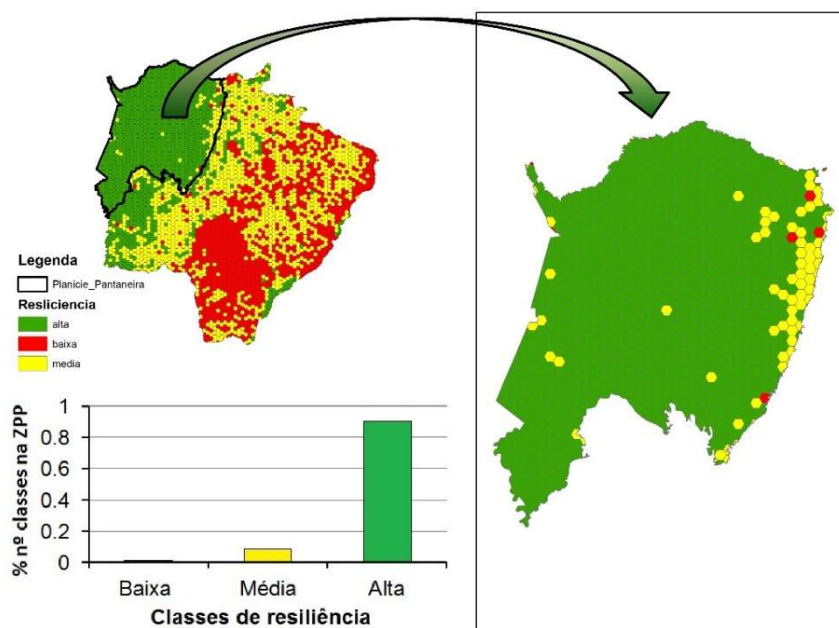 Legenda
Planicie_Pantaneira
Resliciencia
alta
baixa
media
% nº classes na ZPP
1
0.8
0.6
0.4
0.2
0
Baixa Média Alta
Classes de resiliência